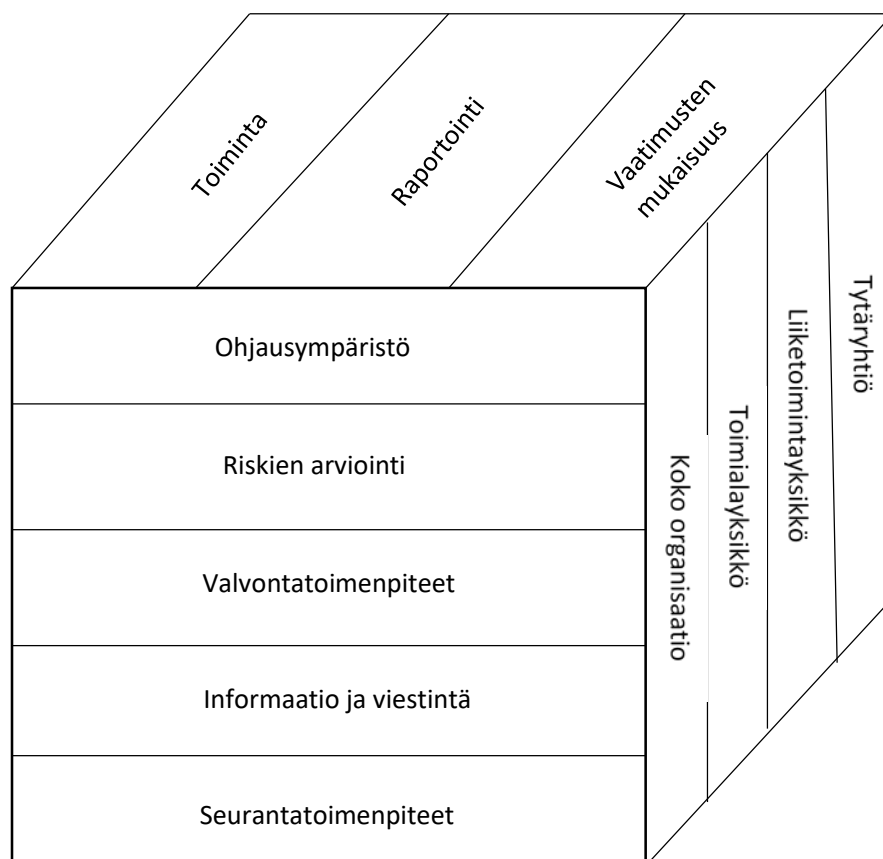 Toiminta
Raportointi
Vaatimusten
mukaisuus
Ohjausympäristö
Riskien arviointi
Valvontatoimenpiteet
Informaatio ja viestintä
Seurantatoimenpiteet
Koko organisaatio
Toimialayksikkö
Liiketoimintayksikkö
Tytäryhtiö